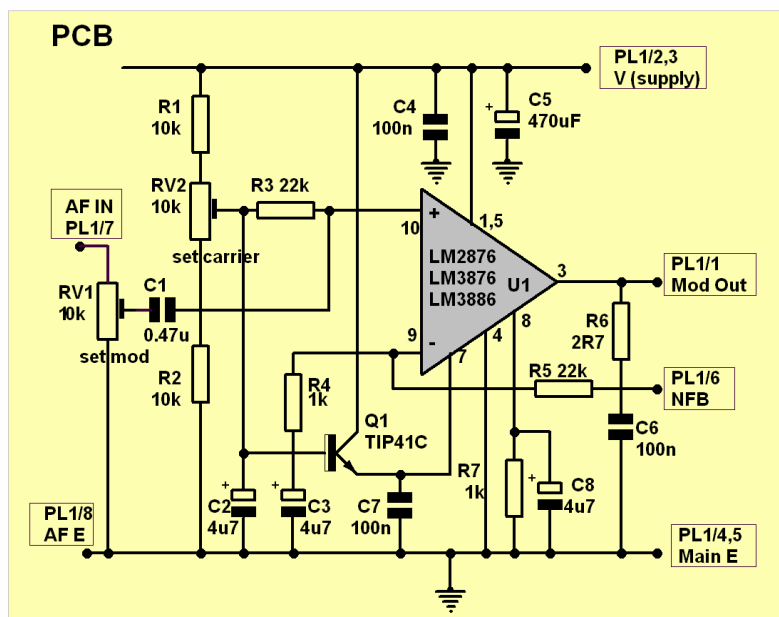 PCB
PL1/2,3
V (supply)
R1
10k
C4
100n
+
C5
470uF
RV2
10k
R3 22k
AF IN
PL1/7
+
10
1,5
set carrier
LM2876
LM3876
LM3886
U1
3
PL1/1
Mod Out
C1
RV1
10k
0.47u
set mod
R6
2R7
9
-
7
4
8
R2
10k
R4
1k
R5 22k
PL1/6
NFB
Q1
TIP41C
C6
100n
R7
1k
+
C2
4u7
+
C3
4u7
C7
100n
+
C8
4u7
PL1/8
AF E
PL1/4,5
Main E